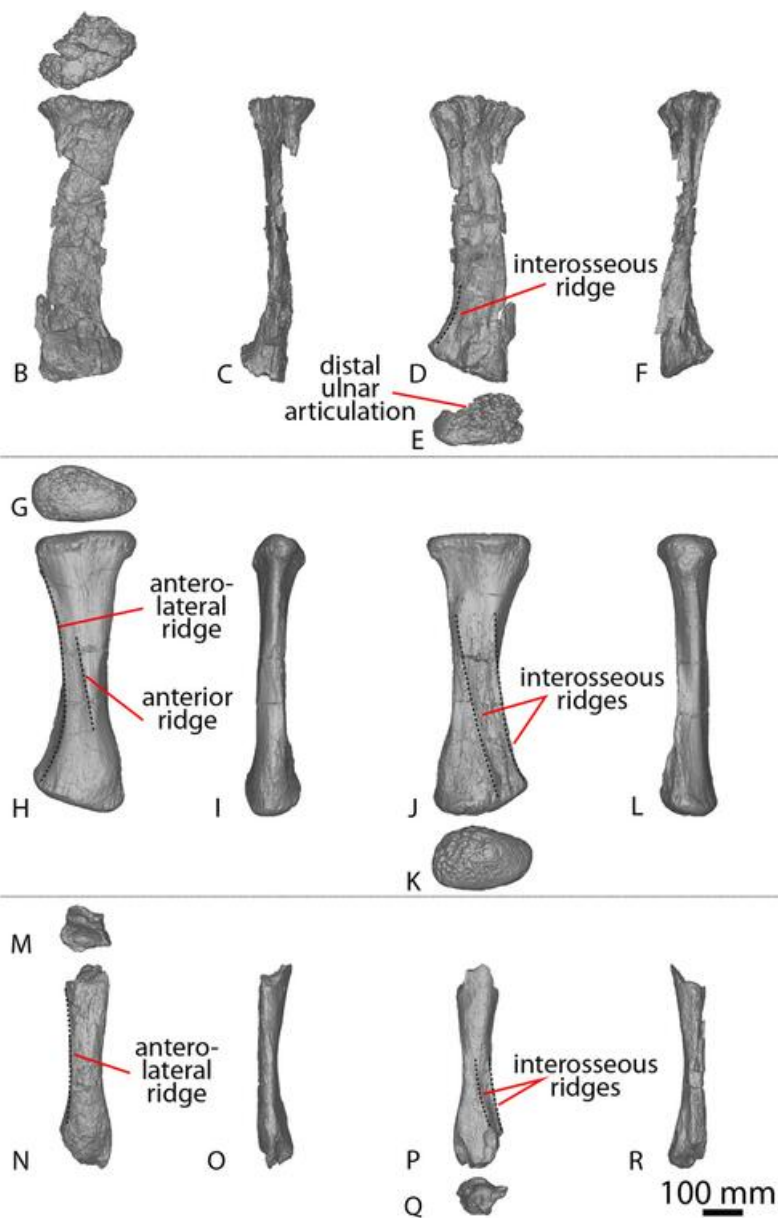 interosseous
ridge
distal
ulnar
articulation
B
C
D
E
F
G
antero-
lateral
ridge
anterior
ridge
interosseous
ridges
H
I
J
L
K
M
antero-
lateral
ridge
interosseous
ridges
N
O
P
R
Q
100 mm